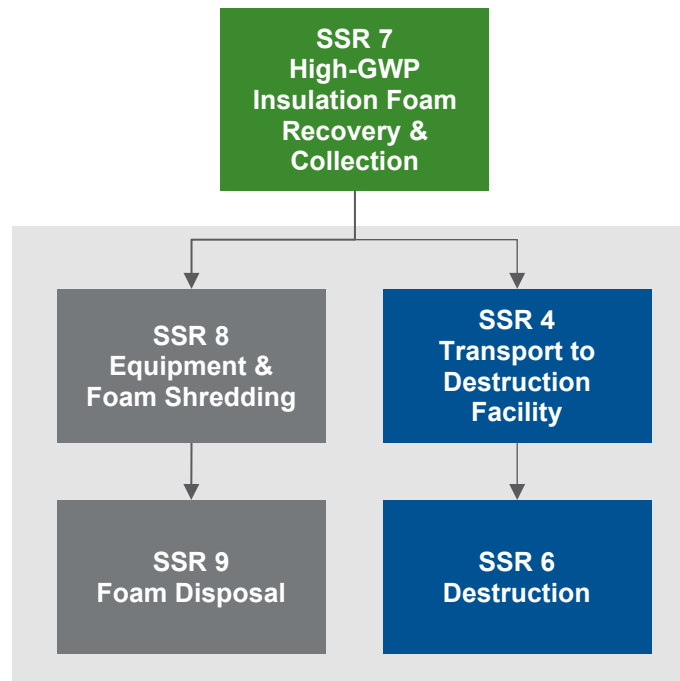 SSR 7
High-GWP
Insulation Foam
Recovery &
Collection
SSR 8
Equipment &
Foam Shredding
SSR 4
Transport to
Destruction
Facility
SSR 9
Foam Disposal
SSR 6
Destruction